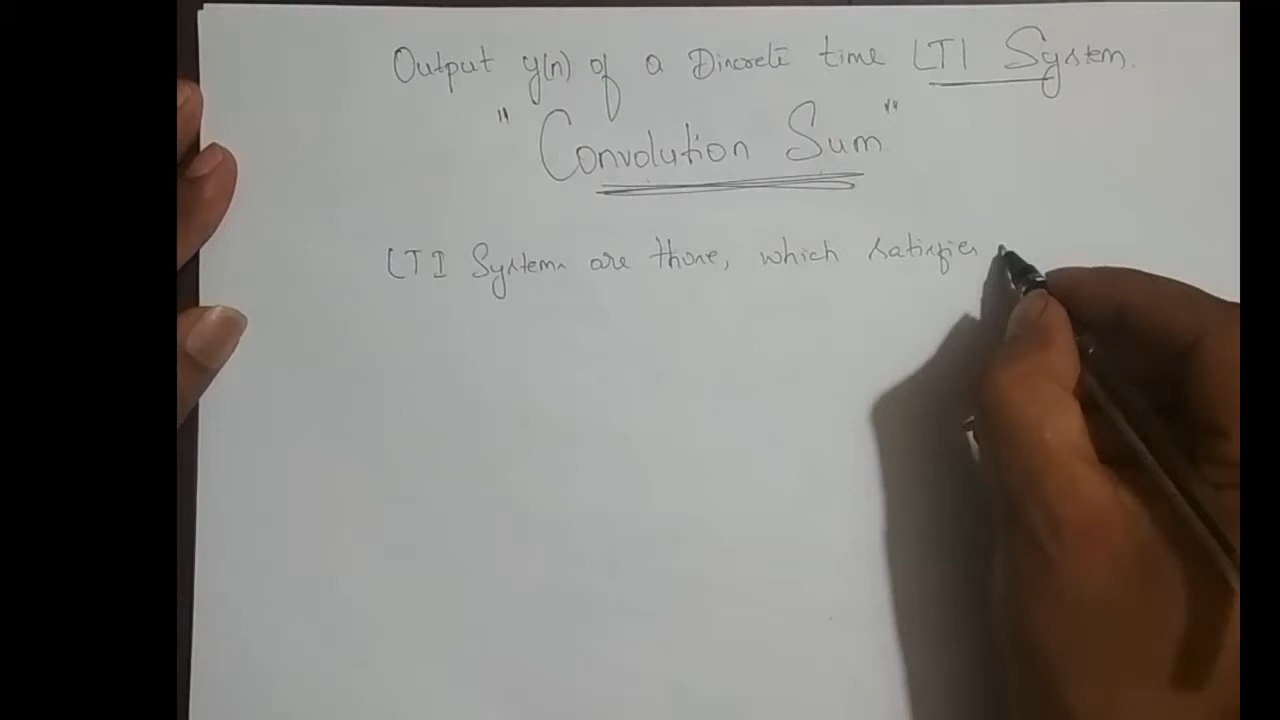 Output y(n) of a Discrete time LTI System.
"Convolution Sum"
LTI Systems are those, which satisfies